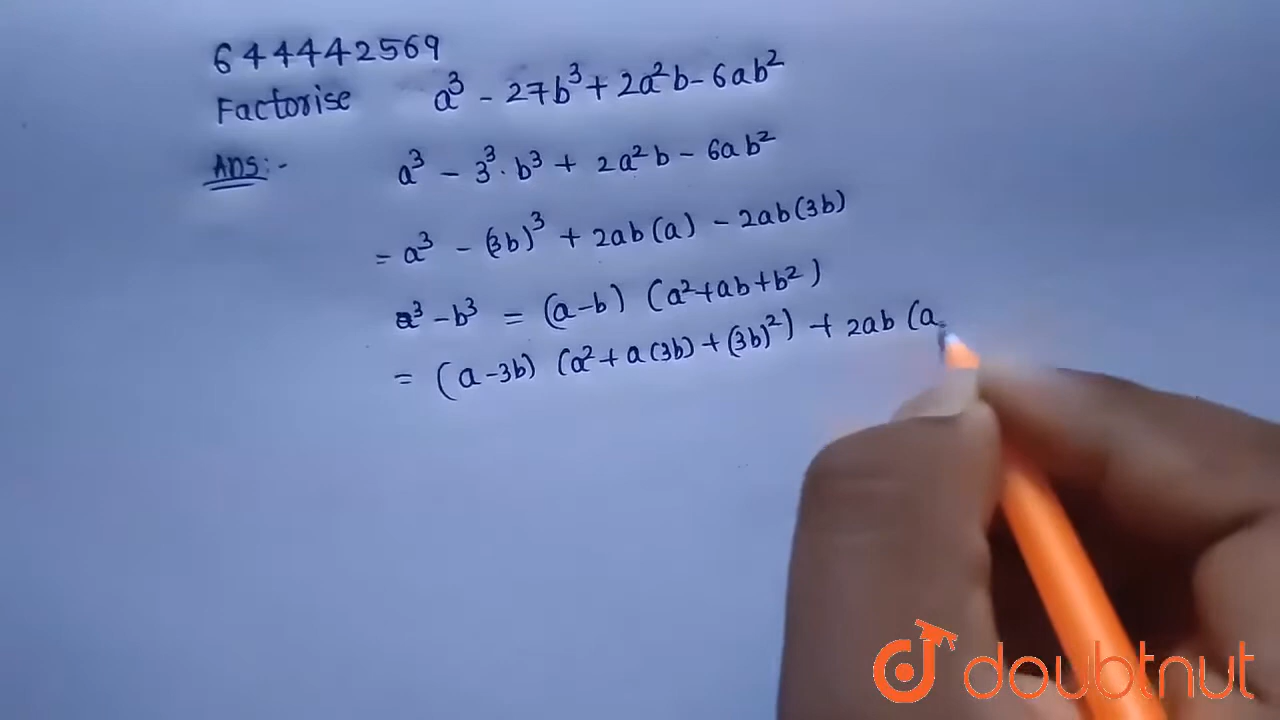 644442569
Factorise a³ - 27b³ + 2a²b - 6ab²
Ans:- a³ - 3³·b³ + 2a²b - 6ab²
= a³ - (3b)³ + 2ab(a) - 2ab(3b)
a³ - b³ = (a-b) (a²+ab+b²)
= (a-3b) (a²+a(3b)+(3b)²) + 2ab(a
doubtnut